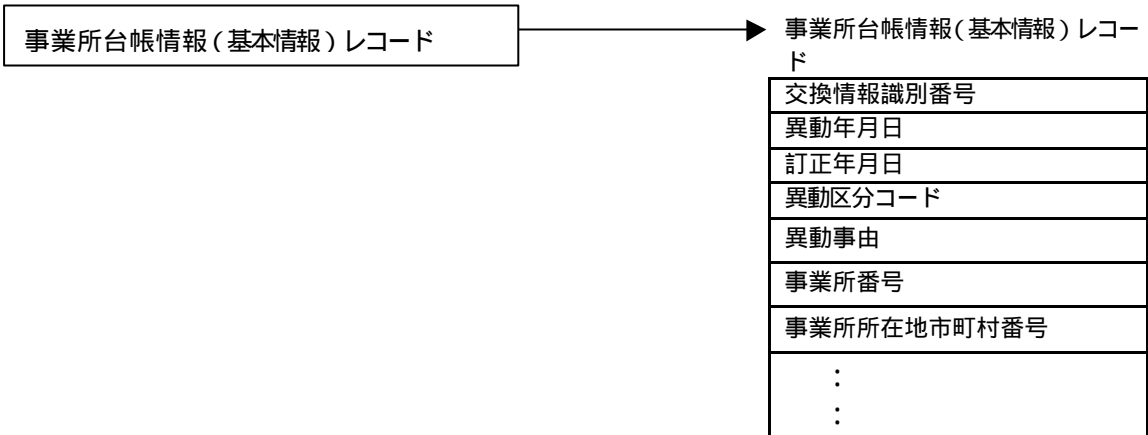 事業所台帳情報(基本情報)レコード
事業所台帳情報(基本情報)レコー
ド
交換情報識別番号
異動年月日
訂正年月日
異動区分コード
異動事由
事業所番号
事業所所在地市町村番号
:
: